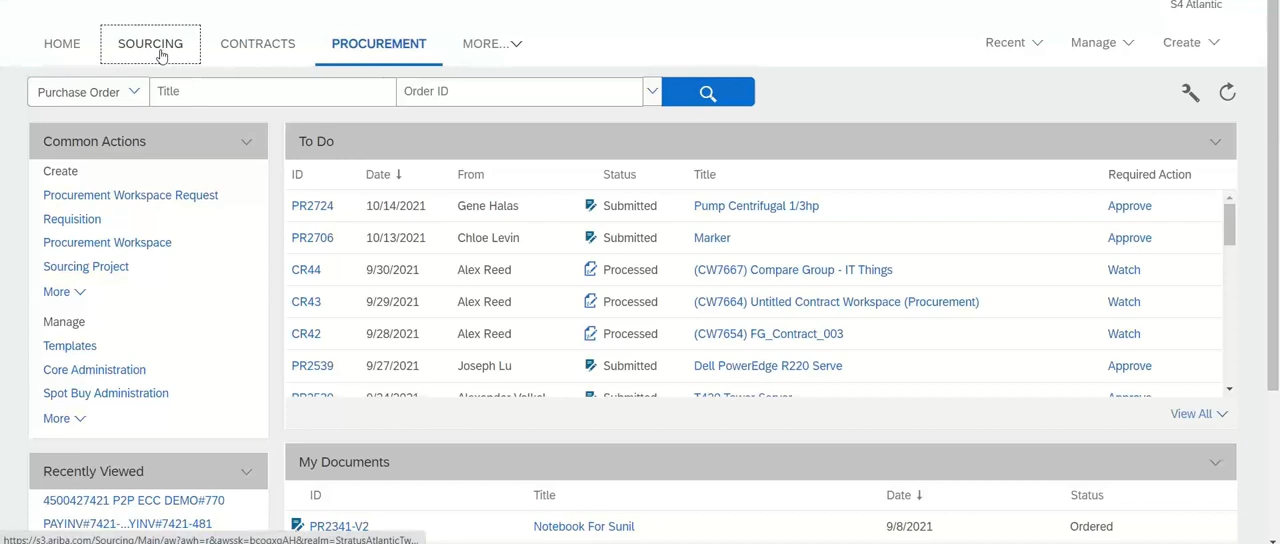 S4 Atlantic
HOME SOURCING CONTRACTS PROCUREMENT MORE... Recent Manage Create
Purchase Order Title Order ID
Common Actions
Create
Procurement Workspace Request
Requisition
Procurement Workspace
Sourcing Project
More
Manage
Templates
Core Administration
Spot Buy Administration
More
Recently Viewed
4500427421 P2P ECC DEMO#770
PAYINV#7421-...YINV#7421-481
To Do
ID Date ↓ From Status Title Required Action
PR2724 10/14/2021 Gene Halas Submitted Pump Centrifugal 1/3hp Approve
PR2706 10/13/2021 Chloe Levin Submitted Marker Approve
CR44 9/30/2021 Alex Reed Processed (CW7667) Compare Group - IT Things Watch
CR43 9/29/2021 Alex Reed Processed (CW7664) Untitled Contract Workspace (Procurement) Watch
CR42 9/28/2021 Alex Reed Processed (CW7654) FG_Contract_003 Watch
PR2539 9/27/2021 Joseph Lu Submitted Dell PowerEdge R220 Serve Approve
View All
My Documents
ID Title Date ↓ Status
PR2341-V2 Notebook For Sunil 9/8/2021 Ordered